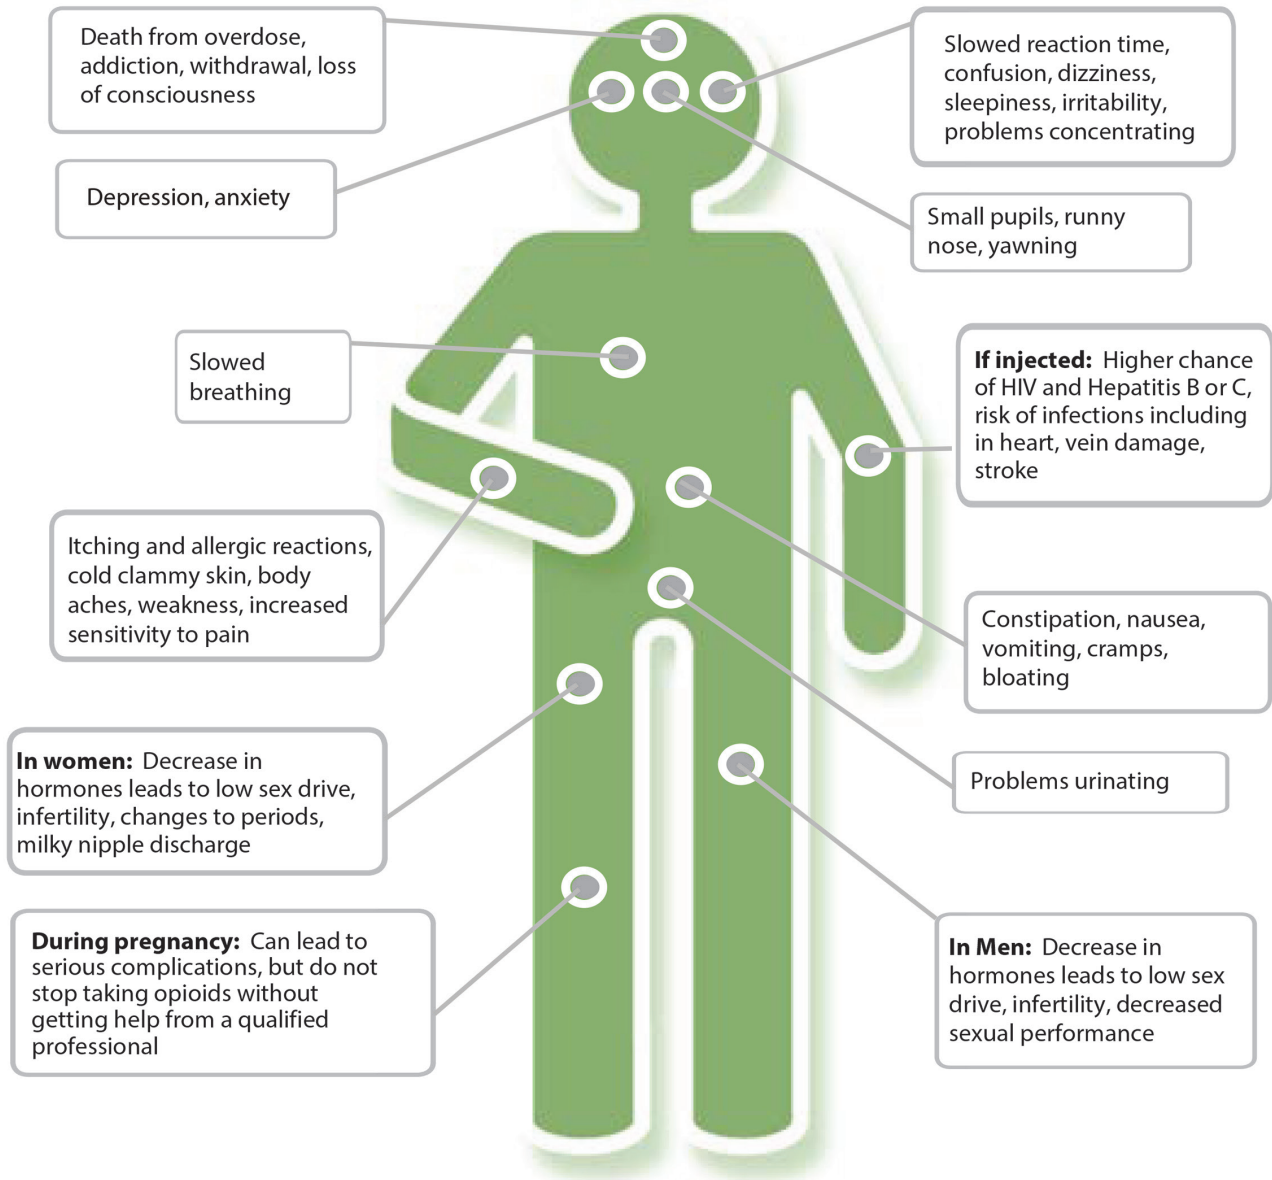 Death from overdose,
addiction, withdrawal, loss
of consciousness
Slowed reaction time,
confusion, dizziness,
sleepiness, irritability,
problems concentrating
Depression, anxiety
Small pupils, runny
nose, yawning
Slowed
breathing
If injected: Higher chance
of HIV and Hepatitis B or C,
risk of infections including
in heart, vein damage,
stroke
Itching and allergic reactions,
cold clammy skin, body
aches, weakness, increased
sensitivity to pain
Constipation, nausea,
vomiting, cramps,
bloating
In women: Decrease in
hormones leads to low sex drive,
infertility, changes to periods,
milky nipple discharge
Problems urinating
During pregnancy: Can lead to
serious complications, but do not
stop taking opioids without
getting help from a qualified
professional
In Men: Decrease in
hormones leads to low sex
drive, infertility, decreased
sexual performance